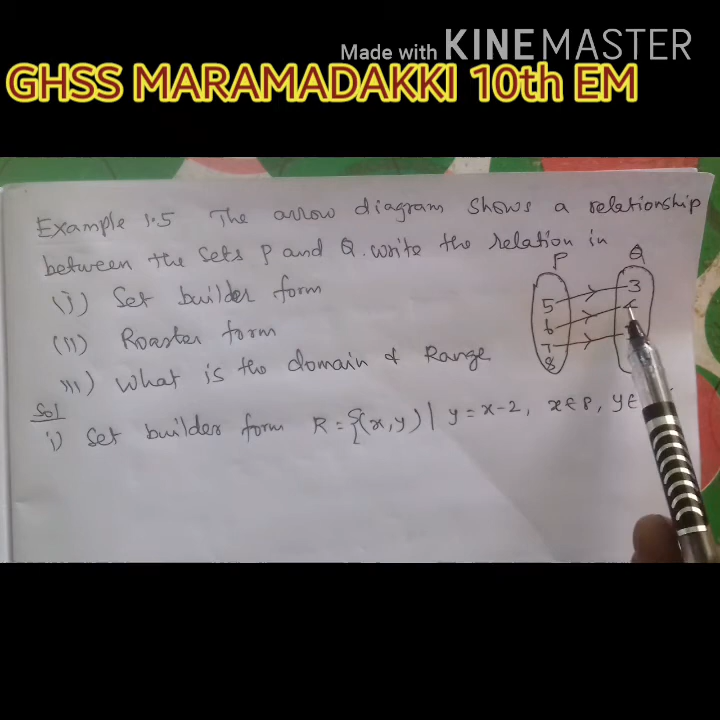 Made with KINEMASTER
GHSS MARAMADAKKI 10th EM
Example 1.5 The arrow diagram shows a relationship
between the sets P and Q. write the relation in
(i) Set builder form
(ii) Roaster form
iii) what is the domain & Range
P Q
5 3
6
7
8
Sol
i) Set builder form R = {(x,y) | y = x-2, x ∈ P, y ∈